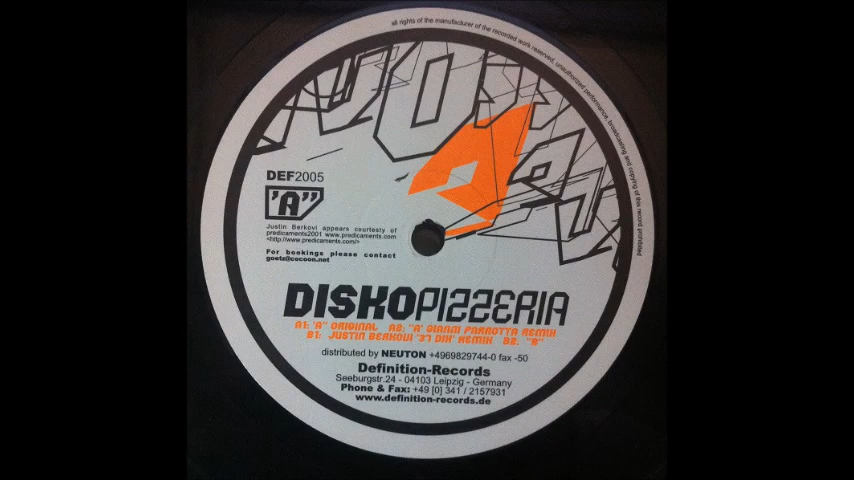 all rights of the manufacturer of the recorded work reserved, unauthorized performance, broadcasting and copying of this record prohibited
DEF2005
'A"
Justin Berkovi appears courtesty of
predicaments2001 www.predicaments.com
<http://www.predicaments.com/>
For bookings please contact
goetz@cocoon.net
DISKOPIZZERIA
A1: 'A" ORIGINAL A2: "A' GIANNI PARROTTA REMIX
B1: JUSTIN BERKOVI '37 DIX' REMIX B2: "B"
distributed by NEUTON +4969829744-0 fax -50
Definition-Records
Seeburgstr.24 - 04103 Leipzig - Germany
Phone & Fax: +49 [0] 341 / 2157931
www.definition-records.de